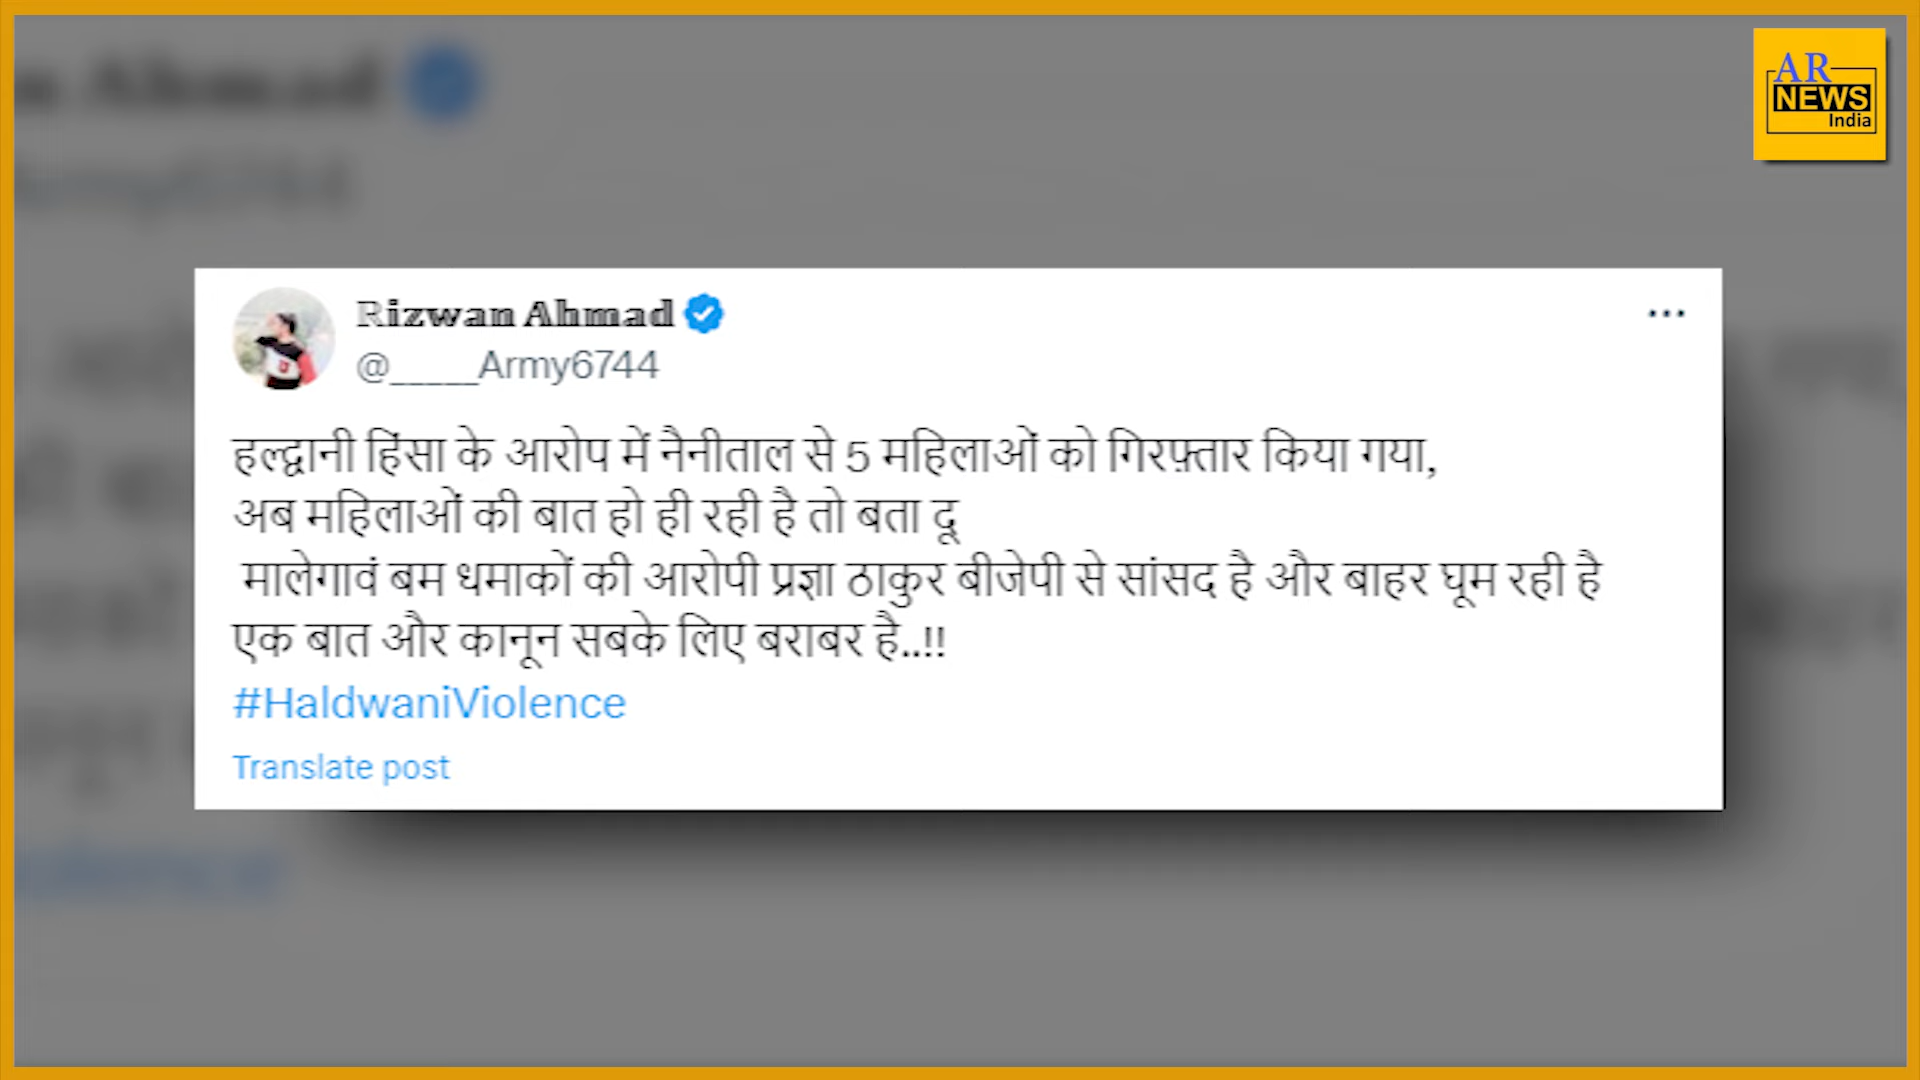 AR
NEWS
India
Rizwan Ahmad
@_____Army6744
हल्द्वानी हिंसा के आरोप में नैनीताल से 5 महिलाओं को गिरफ़्तार किया गया,
अब महिलाओं की बात हो ही रही है तो बता दू
मालेगावं बम धमाकों की आरोपी प्रज्ञा ठाकुर बीजेपी से सांसद है और बाहर घूम रही है
एक बात और कानून सबके लिए बराबर है..!!
#HaldwaniViolence
Translate post